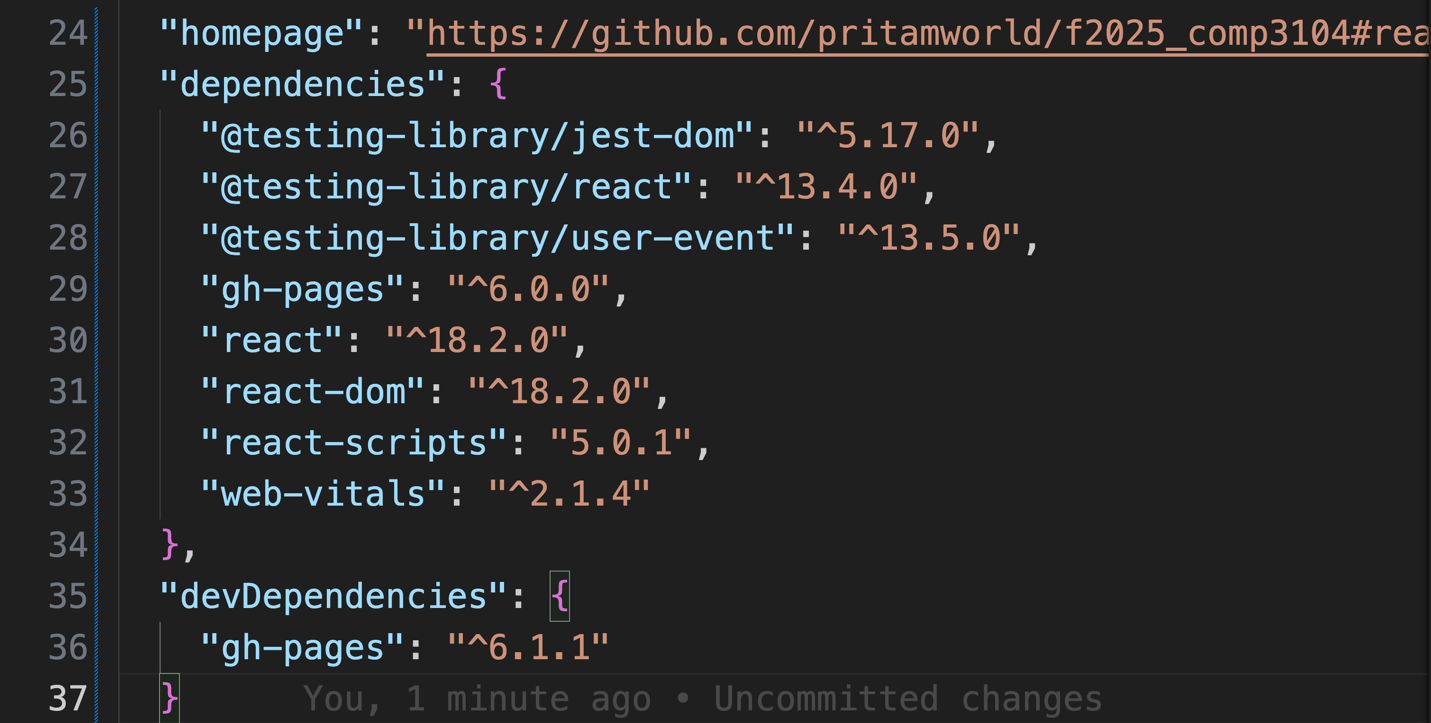 24 "homepage": "https://github.com/pritamworld/f2025_comp3104#rea
25 "dependencies": {
26 "@testing-library/jest-dom": "^5.17.0",
27 "@testing-library/react": "^13.4.0",
28 "@testing-library/user-event": "^13.5.0",
29 "gh-pages": "^6.0.0",
30 "react": "^18.2.0",
31 "react-dom": "^18.2.0",
32 "react-scripts": "5.0.1",
33 "web-vitals": "^2.1.4"
34 },
35 "devDependencies": {
36 "gh-pages": "^6.1.1"
37 } You, 1 minute ago • Uncommitted changes